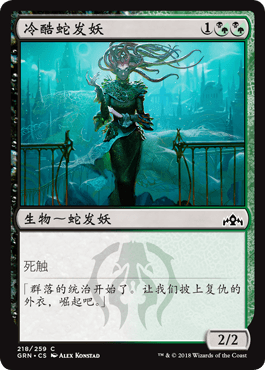 冷酷蛇发妖 1
生物～蛇发妖
死触
「群落的统治开始了。让我们披上复仇的
外衣，崛起吧。」
2/2
218/259 C
GRN • CS ALEX KONSTAD
™ & © 2018 Wizards of the Coast